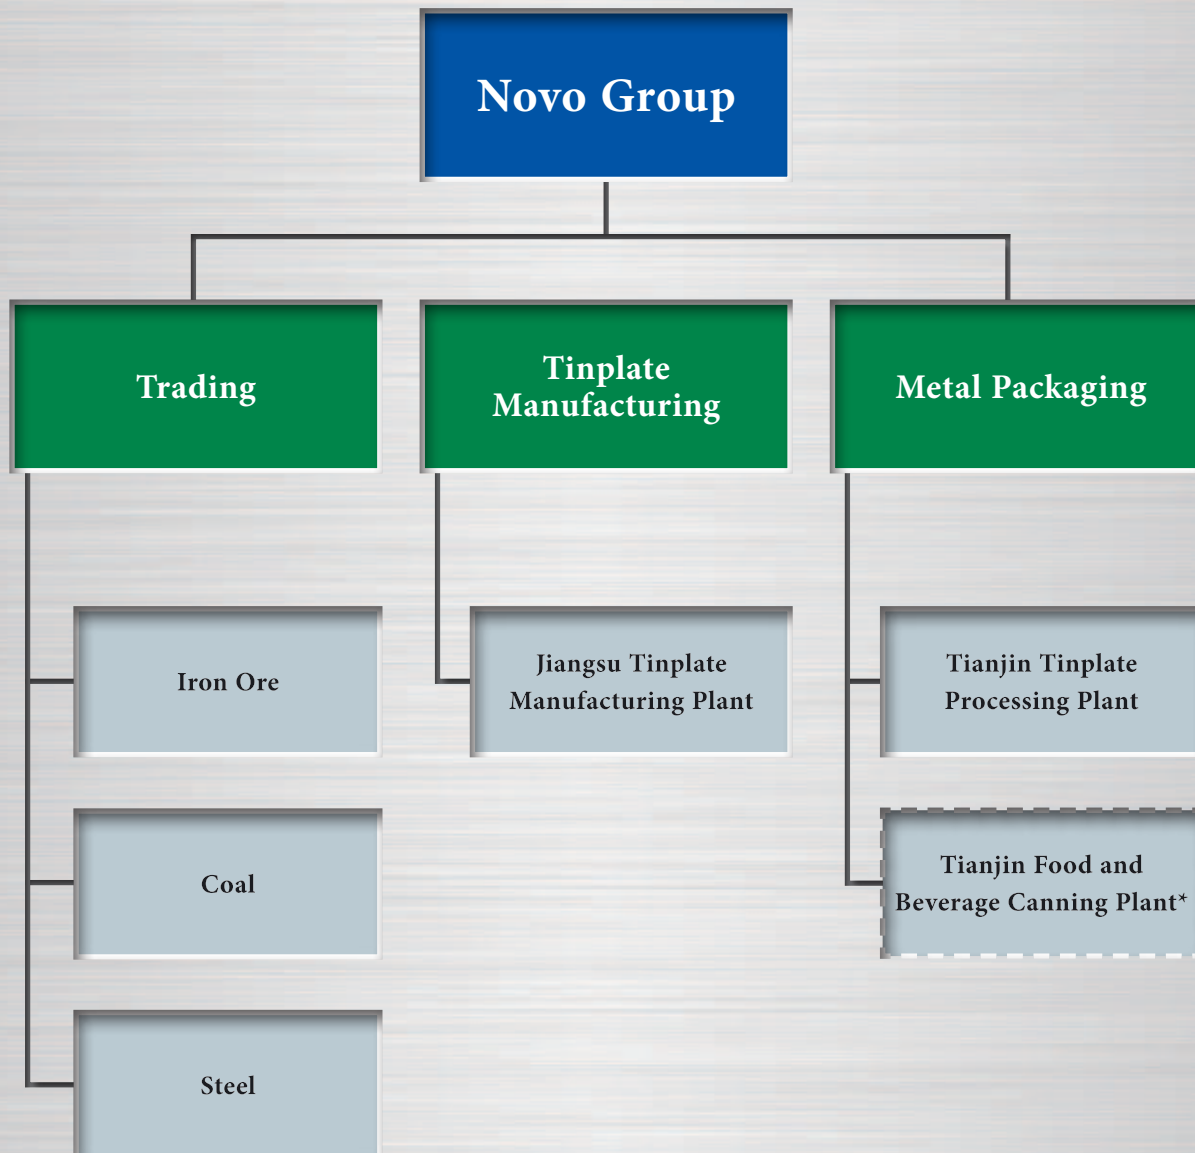 Novo Group
Trading
Tinplate
Manufacturing
Metal Packaging
Iron Ore
Jiangsu Tinplate
Manufacturing Plant
Tianjin Tinplate
Processing Plant
Coal
Tianjin Food and
Beverage Canning Plant*
Steel